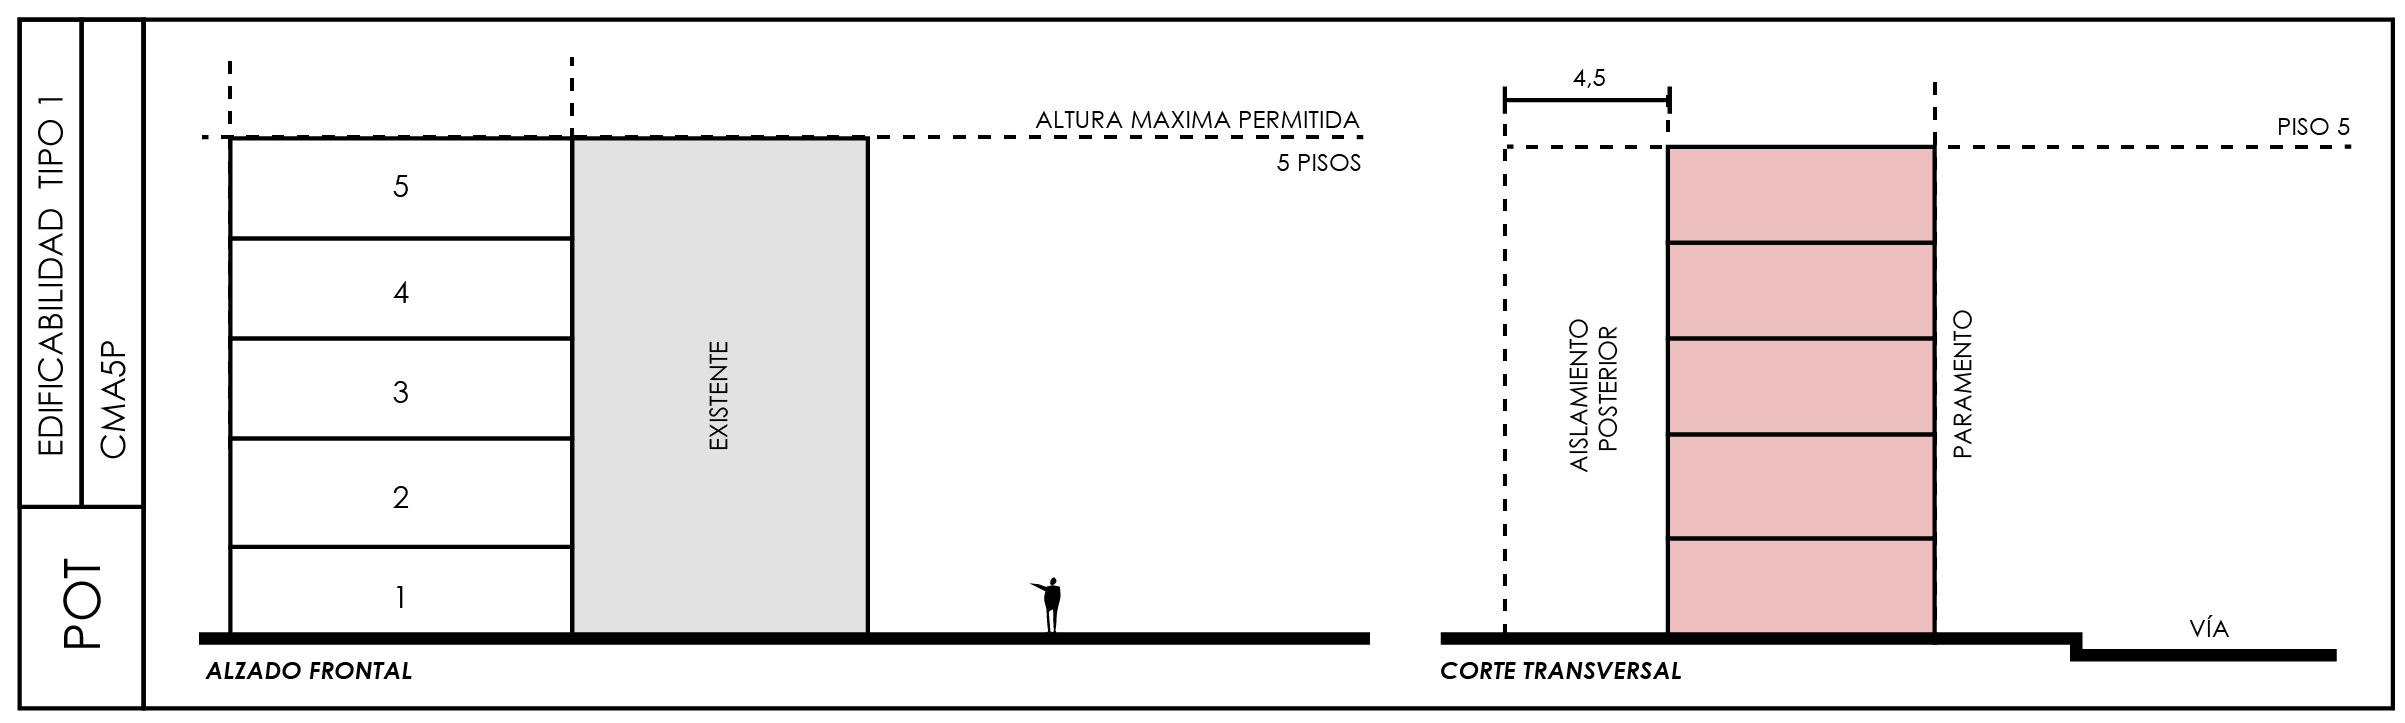 EDIFICABILIDAD TIPO 1
CMA5P
POT
ALTURA MAXIMA PERMITIDA
5 PISOS
5
4
3
2
1
EXISTENTE
ALZADO FRONTAL
4,5
PISO 5
AISLAMIENTO
POSTERIOR
PARAMENTO
VÍA
CORTE TRANSVERSAL